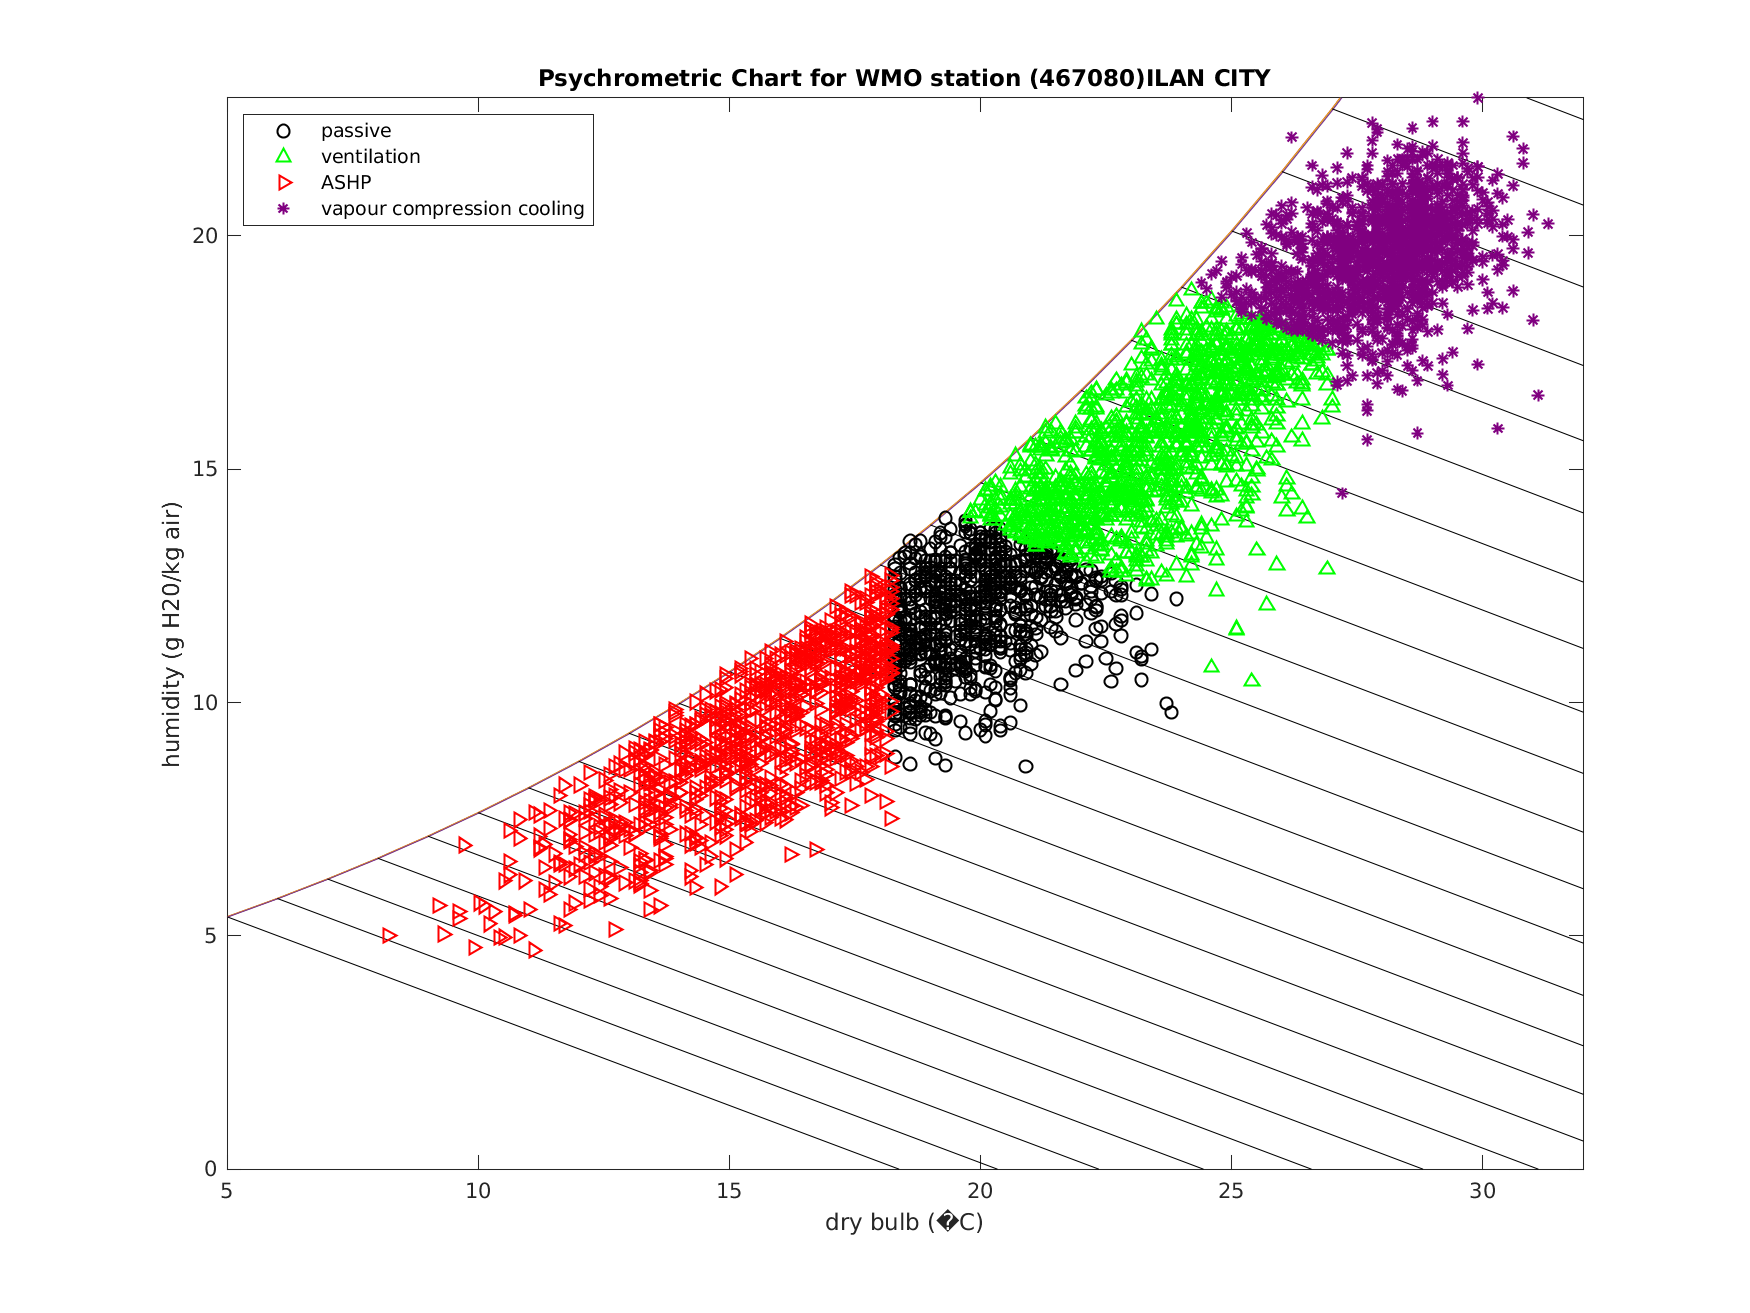 Psychrometric Chart for WMO station (467080)ILAN CITY
passive
ventilation
ASHP
vapour compression cooling
humidity (g H20/kg air)
20
15
10
5
0
5 10 15 20 25 30
dry bulb (�C)